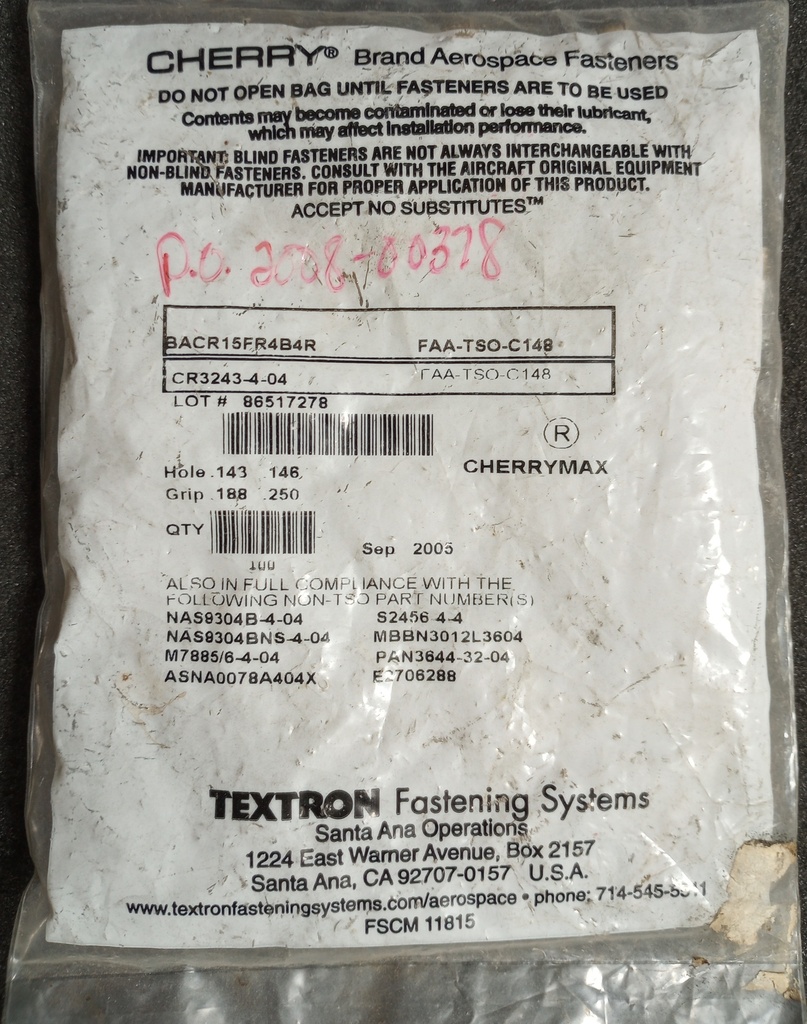 CHERRY® Brand Aerospace Fasteners
DO NOT OPEN BAG UNTIL FASTENERS ARE TO BE USED
Contents may become contaminated or lose their lubricant,
which may affect installation performance.
IMPORTANT: BLIND FASTENERS ARE NOT ALWAYS INTERCHANGEABLE WITH
NON-BLIND FASTENERS. CONSULT WITH THE AIRCRAFT ORIGINAL EQUIPMENT
MANUFACTURER FOR PROPER APPLICATION OF THIS PRODUCT.
ACCEPT NO SUBSTITUTES™
P.O. 2008-00378
BACR15FR4B4R FAA-TSO-C148
CR3243-4-04 FAA-TSO-C148
LOT # 86517278
®
CHERRYMAX
Hole .143 .146
Grip .188 .250
QTY
100
Sep 2005
ALSO IN FULL COMPLIANCE WITH THE
FOLLOWING NON-TSO PART NUMBER(S)
NAS9304B-4-04 S2456 4-4
NAS9304BNS-4-04 MBBN3012L3604
M7885/6-4-04 PAN3644-32-04
ASNA0078A404X E2706288
TEXTRON Fastening Systems
Santa Ana Operations
1224 East Warner Avenue, Box 2157
Santa Ana, CA 92707-0157 U.S.A.
www.textronfasteningsystems.com/aerospace • phone:
FSCM 11815